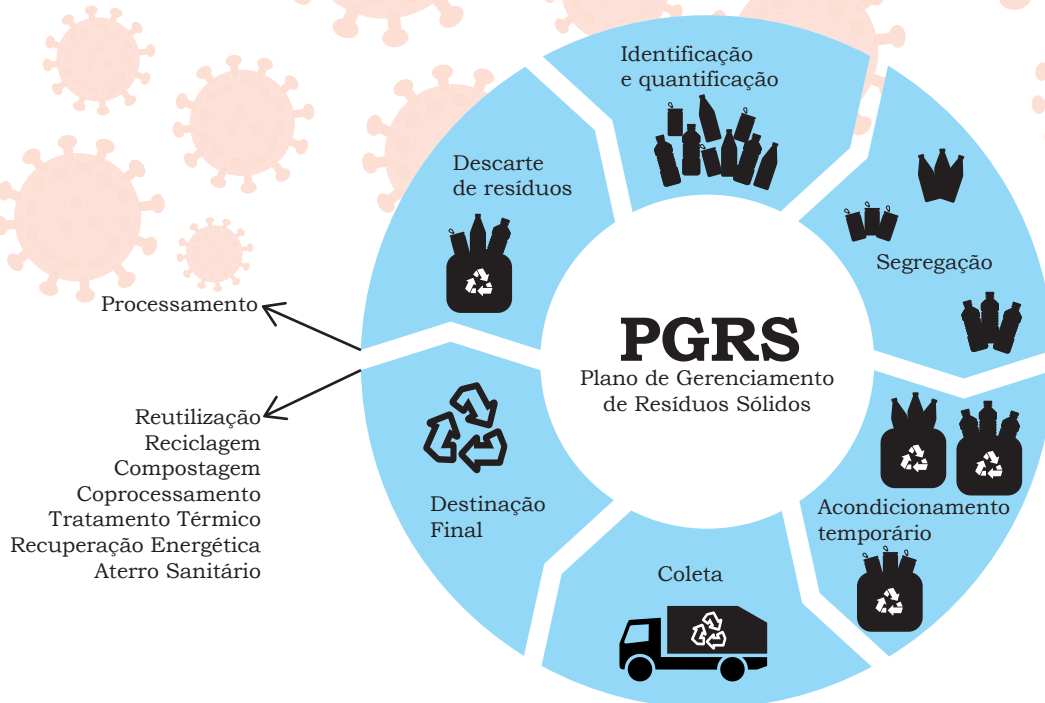 Identificação
e quantificação
Descarte
de resíduos
Segregação
Processamento
PGRS
Plano de Gerenciamento
de Resíduos Sólidos
Reutilização
Reciclagem
Compostagem
Coprocessamento
Tratamento Térmico
Recuperação Energética
Aterro Sanitário
Destinação
Final
Acondicionamento
temporário
Coleta